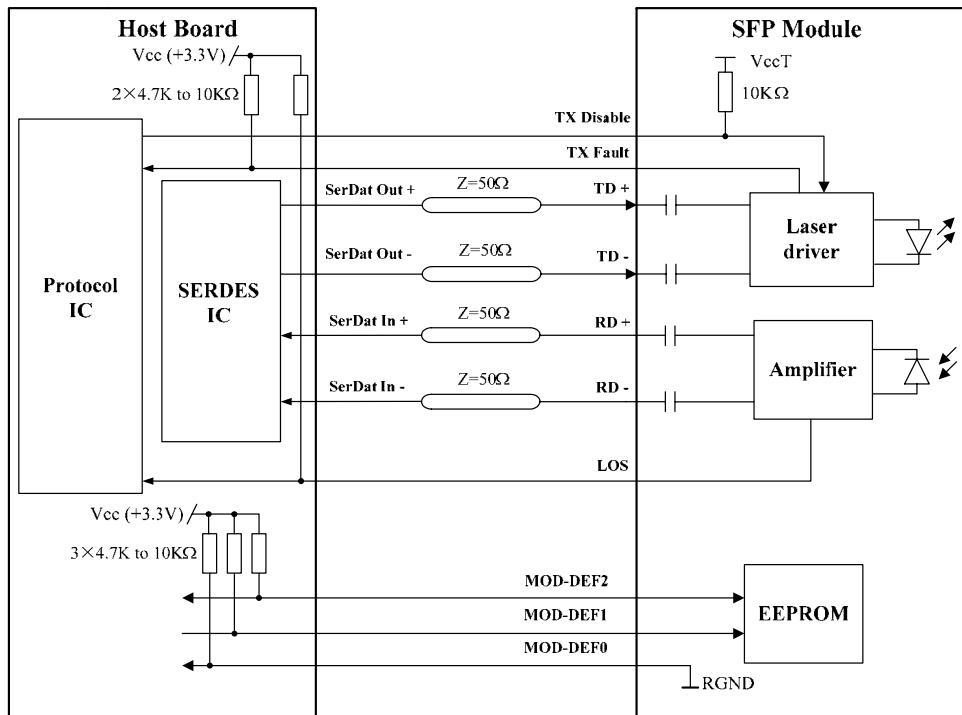 Host Board
SFP Module
Vcc (+3.3V)
VccT
2×4.7K to 10KΩ
10KΩ
TX Disable
TX Fault
SerDat Out +
Z=50Ω
TD +
Laser
driver
SerDat Out -
Z=50Ω
TD -
Protocol
IC
SERDES
IC
SerDat In +
Z=50Ω
RD +
Amplifier
SerDat In -
Z=50Ω
RD -
LOS
Vcc (+3.3V)
3×4.7K to 10KΩ
MOD-DEF2
MOD-DEF1
MOD-DEF0
EEPROM
RGND